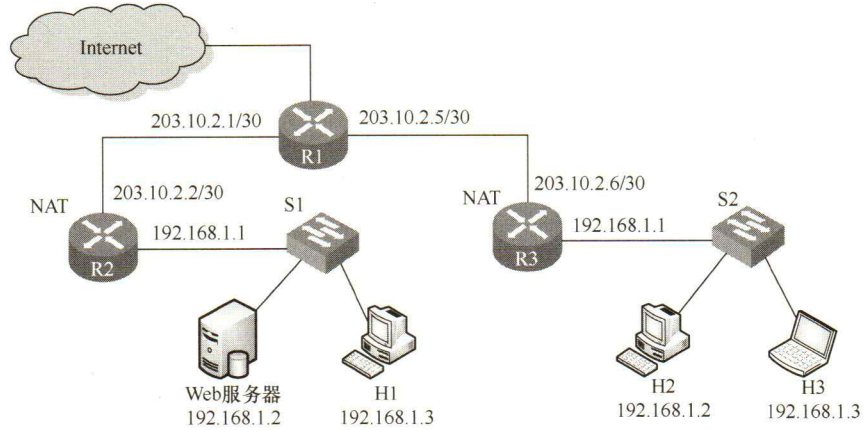 Internet
203.10.2.1/30
203.10.2.5/30
R1
203.10.2.2/30
203.10.2.6/30
NAT
S1
NAT
S2
192.168.1.1
192.168.1.1
R2
R3
Web服务器
H1
H2
H3
192.168.1.2
192.168.1.3
192.168.1.2
192.168.1.3